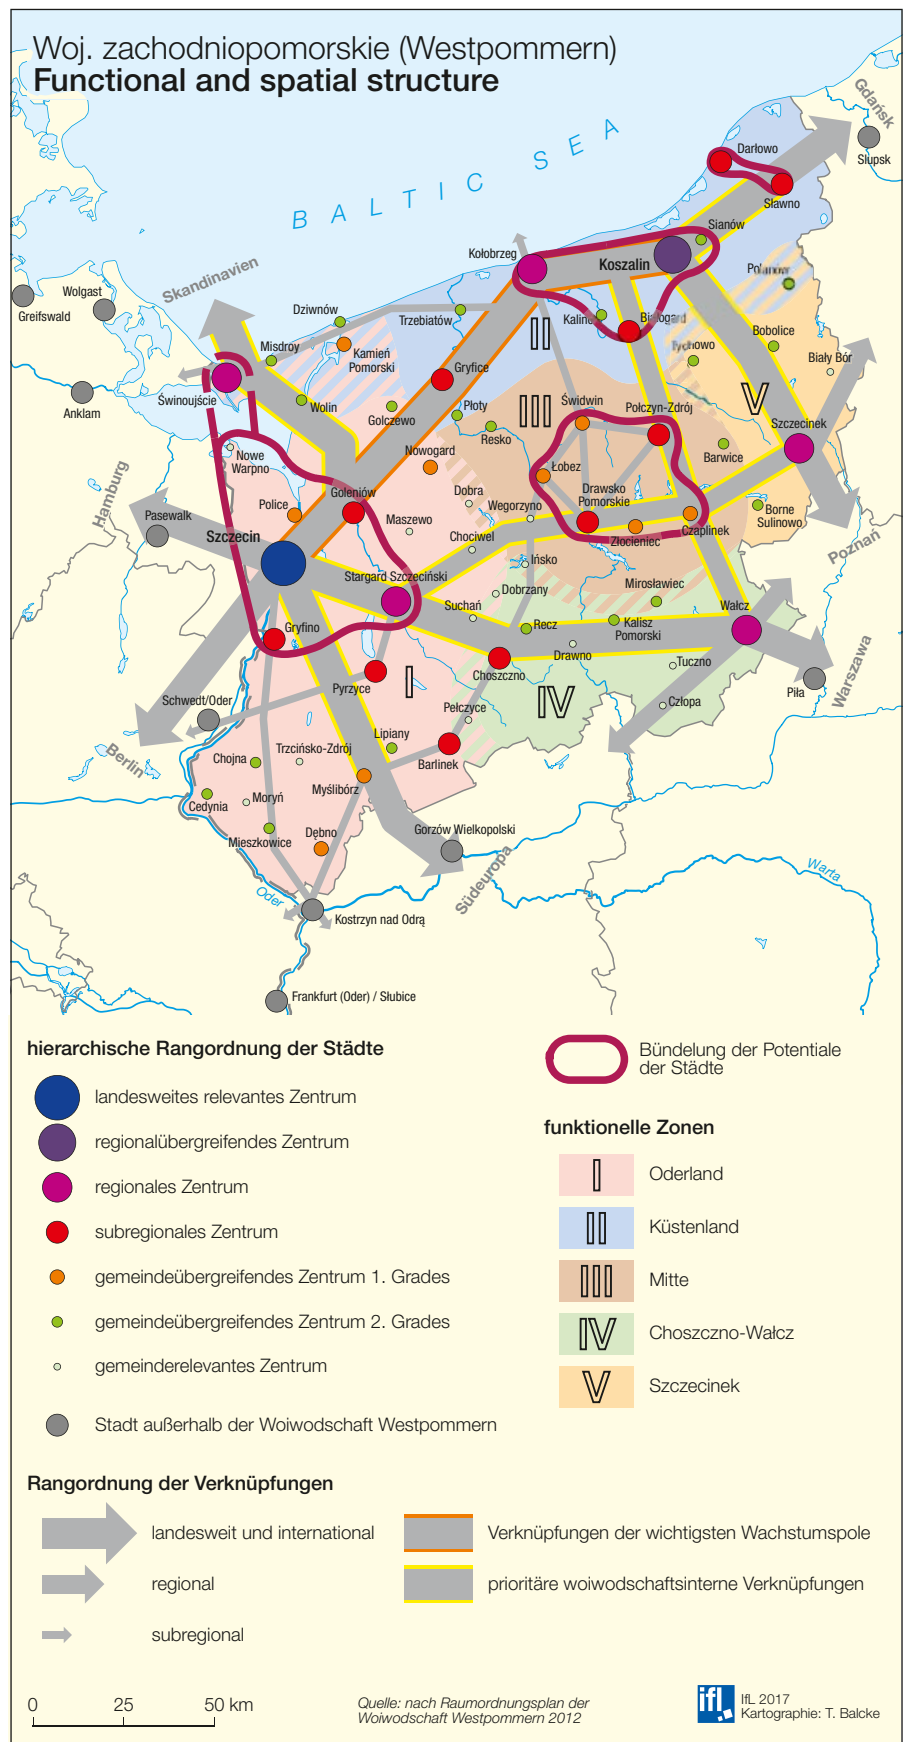 Woj. zachodniopomorskie (Westpommern)
Functional and spatial structure
BALTIC SEA
Gdańsk
Słupsk
Darłowo
Sławno
Sianów
Koszalin
Kołobrzeg
Skandinavien
Wolgast
Greifswald
Dziwnów
Trzebiatów
Białogard
Bobolice
Tychowo
Biały Bór
Misdroy
Kamień
Pomorski
Gryfice
II
III
V
Anklam
Świnoujście
Wolin
Golczewo
Płoty
Resko
Świdwin
Połczyn-Zdrój
Szczecinek
Barwice
Nowe
Warpno
Nowogard
Łobez
Hamburg
Police
Goleniów
Dobra
Wegorzyno
Drawsko
Pomorskie
Borne
Sulinowo
Pasewalk
Szczecin
Maszewo
Chociwel
Złocieniec
Czaplinek
Poznań
Ińsko
Stargard Szczeciński
Dobrzany
Mirosławiec
Suchań
Wałcz
Gryfino
Recz
Kalisz
Pomorski
Drawno
Tuczno
Choszczno
Pyrzyce
I
IV
Człopa
Piła
Warszawa
Schwedt/Oder
Pełczyce
Lipiany
Berlin
Chojna
Trzcińsko-Zdrój
Barlinek
Myślibórz
Cedynia
Moryń
Mieszkowice
Dębno
Gorzów Wielkopolski
Südeuropa
Warta
Oder
Kostrzyn nad Odrą
Frankfurt (Oder) / Słubice
hierarchische Rangordnung der Städte
landesweites relevantes Zentrum
regionalübergreifendes Zentrum
regionales Zentrum
subregionales Zentrum
gemeindeübergreifendes Zentrum 1. Grades
gemeindeübergreifendes Zentrum 2. Grades
gemeinderelevantes Zentrum
Stadt außerhalb der Woiwodschaft Westpommern
Bündelung der Potentiale
der Städte
funktionelle Zonen
I Oderland
II Küstenland
III Mitte
IV Choszczno-Wałcz
V Szczecinek
Rangordnung der Verknüpfungen
landesweit und international
regional
subregional
Verknüpfungen der wichtigsten Wachstumspole
prioritäre woiwodschaftsinterne Verknüpfungen
0 25 50 km
Quelle: nach Raumordnungsplan der
Woiwodschaft Westpommern 2012
ifl
IfL 2017
Kartographie: T. Balcke